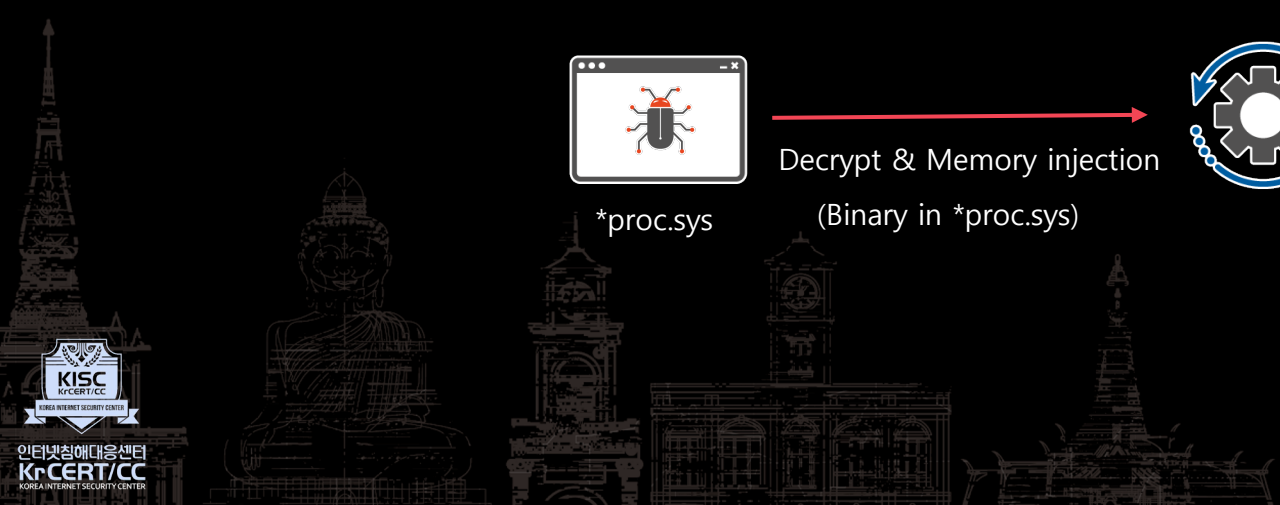 Decrypt & Memory injection
*proc.sys
(Binary in *proc.sys)
KISC
KrCERT/CC
KOREA INTERNET SECURITY CENTER
인터넷침해대응센터
KrCERT/CC
KOREA INTERNET SECURITY CENTER